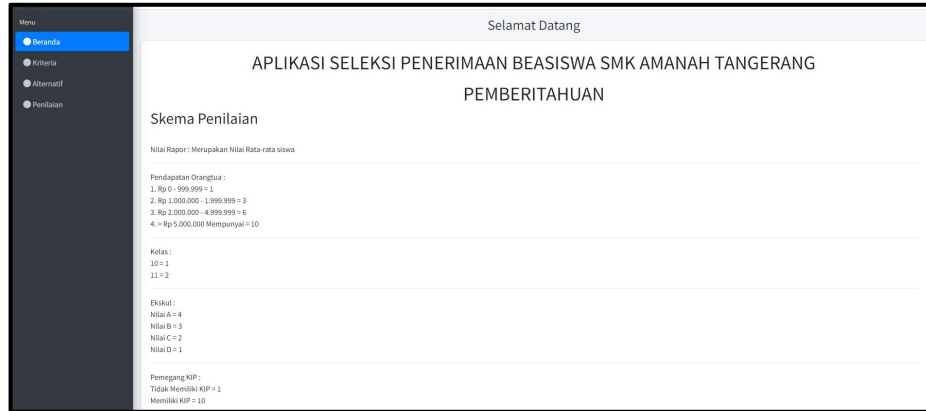 Menu
Beranda
Kriteria
Alternatif
Penilaian
Selamat Datang
APLIKASI SELEKSI PENERIMAAN BEASISWA SMK AMANAH TANGERANG
PEMBERITAHUAN
Skema Penilaian
Nilai Rapor : Merupakan Nilai Rata-rata siswa
Pendapatan Orangtua :
1. Rp 0 - 999.999 = 1
2. Rp 1.000.000 - 1.999.999 = 3
3. Rp 2.000.000 - 4.999.999 = 6
4. > Rp 5.000.000 Mempunyai = 10
Kelas :
10 = 1
11 = 2
Ekskul :
Nilai A = 4
Nilai B = 3
Nilai C = 2
Nilai D = 1
Pemegang KIP :
Tidak Memiliki KIP = 1
Memiliki KIP = 10